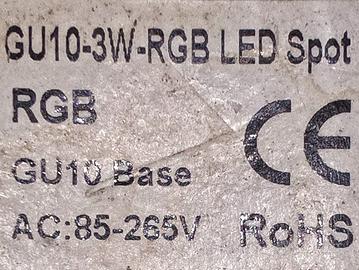 GU10-3W-RGB LED Spot
RGB
GU10 Base
CE
AC:85-265V RoHS